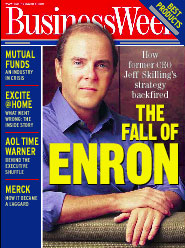 BusinessWeek
BEST
PRODUCTS
MUTUAL
FUNDS
AN INDUSTRY
IN CRISIS
EXCITE
@HOME
WHAT WENT
WRONG: THE
INSIDE STORY
AOL TIME
WARNER
BEHIND THE
EXECUTIVE
SHUFFLE
MERCK
HOW IT BECAME
A LAGGARD
How
former CEO
Jeff Skilling's
strategy
backfired
THE
FALL OF
ENRON